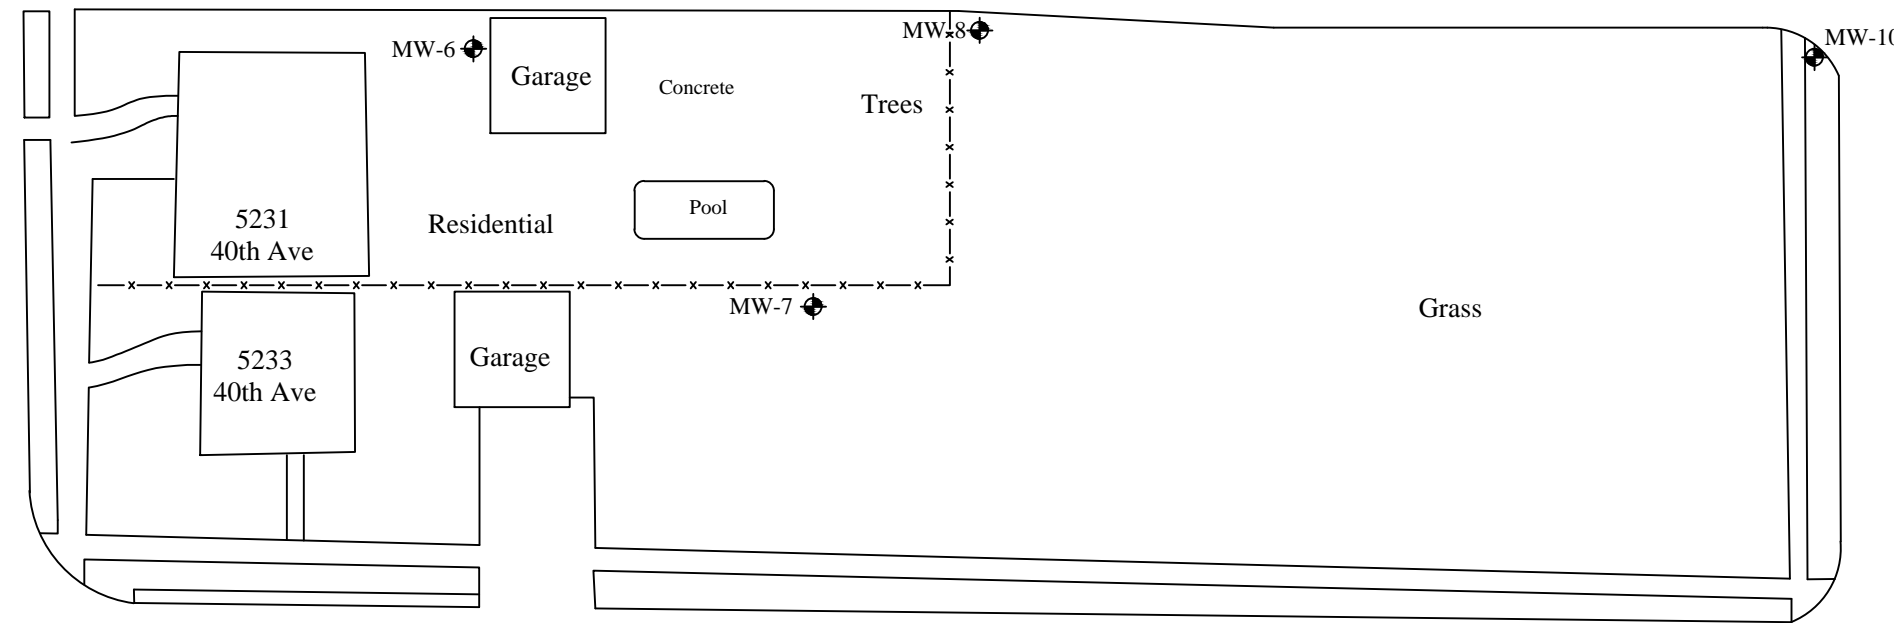 MW-8
MW-10
MW-6
Garage
Concrete
Trees
Pool
5231
40th Ave
Residential
MW-7
Grass
5233
40th Ave
Garage